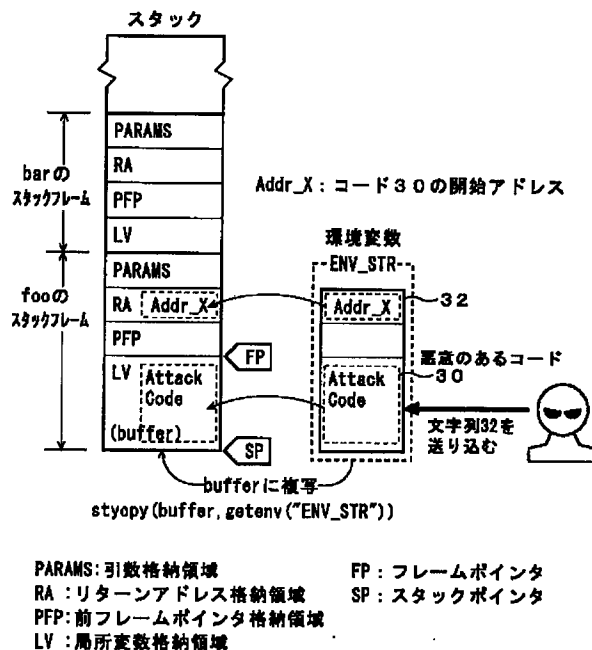 スタック
PARAMS
barの
スタックフレーム
RA
PFP
LV
Addr_X：コード３０の開始アドレス
環境変数
ENV_STR
PARAMS
fooの
スタックフレーム
RA
Addr_X
Addr_X
32
PFP
FP
LV
Attack
Code
(buffer)
SP
悪意のあるコード
30
Attack
Code
文字列32を
送り込む
bufferに複写
styopy(buffer,getenv("ENV_STR"))
PARAMS:引数格納領域
RA ：リターンアドレス格納領域
PFP:前フレームポインタ格納領域
LV ：局所変数格納領域
FP：フレームポインタ
SP：スタックポインタ